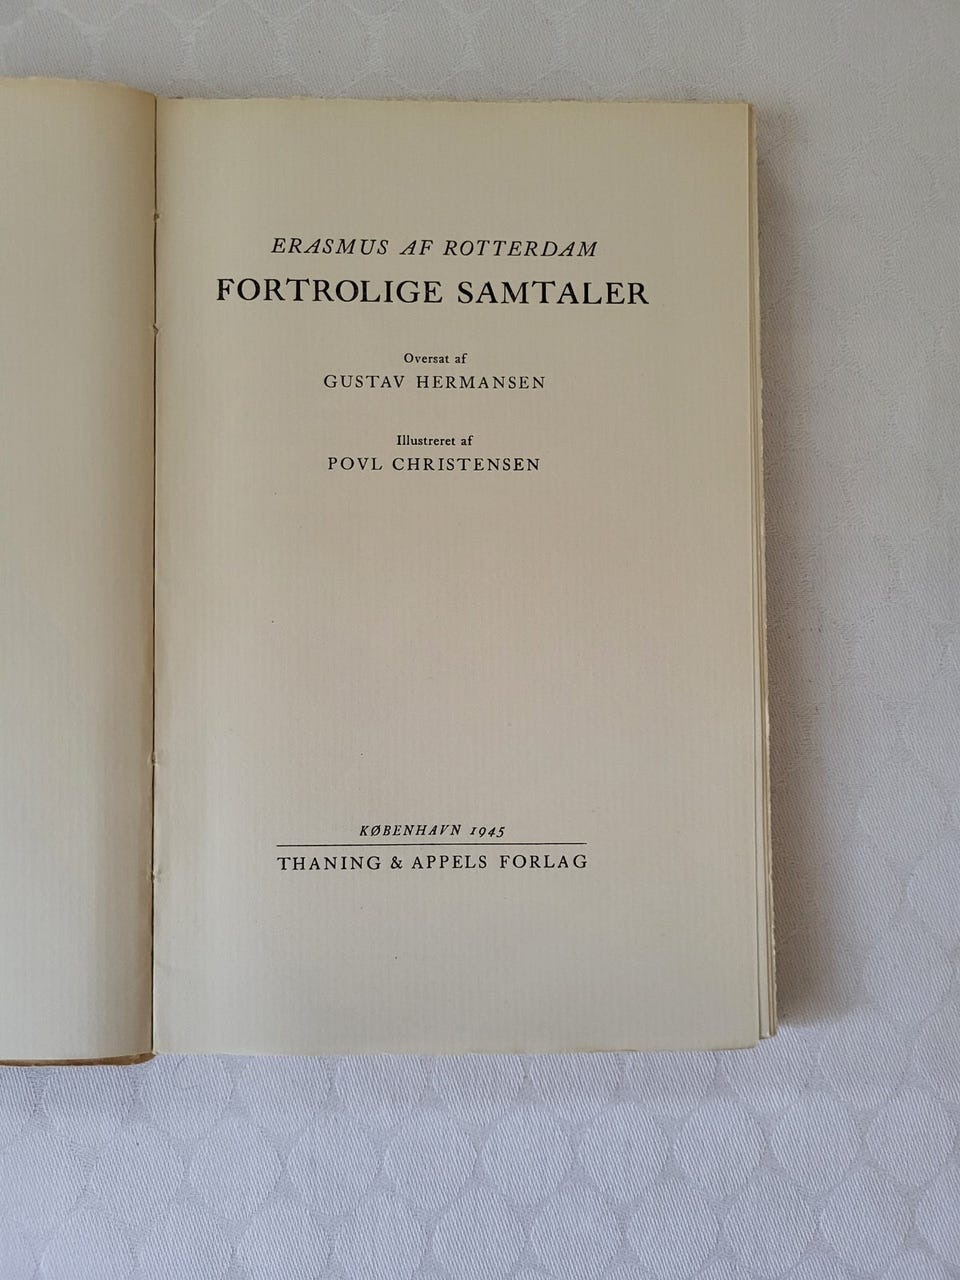 ERASMUS AF ROTTERDAM
FORTROLIGE SAMTALER
Oversat af
GUSTAV HERMANSEN
Illustreret af
POVL CHRISTENSEN
KØBENHAVN 1945
THANING & APPELS FORLAG